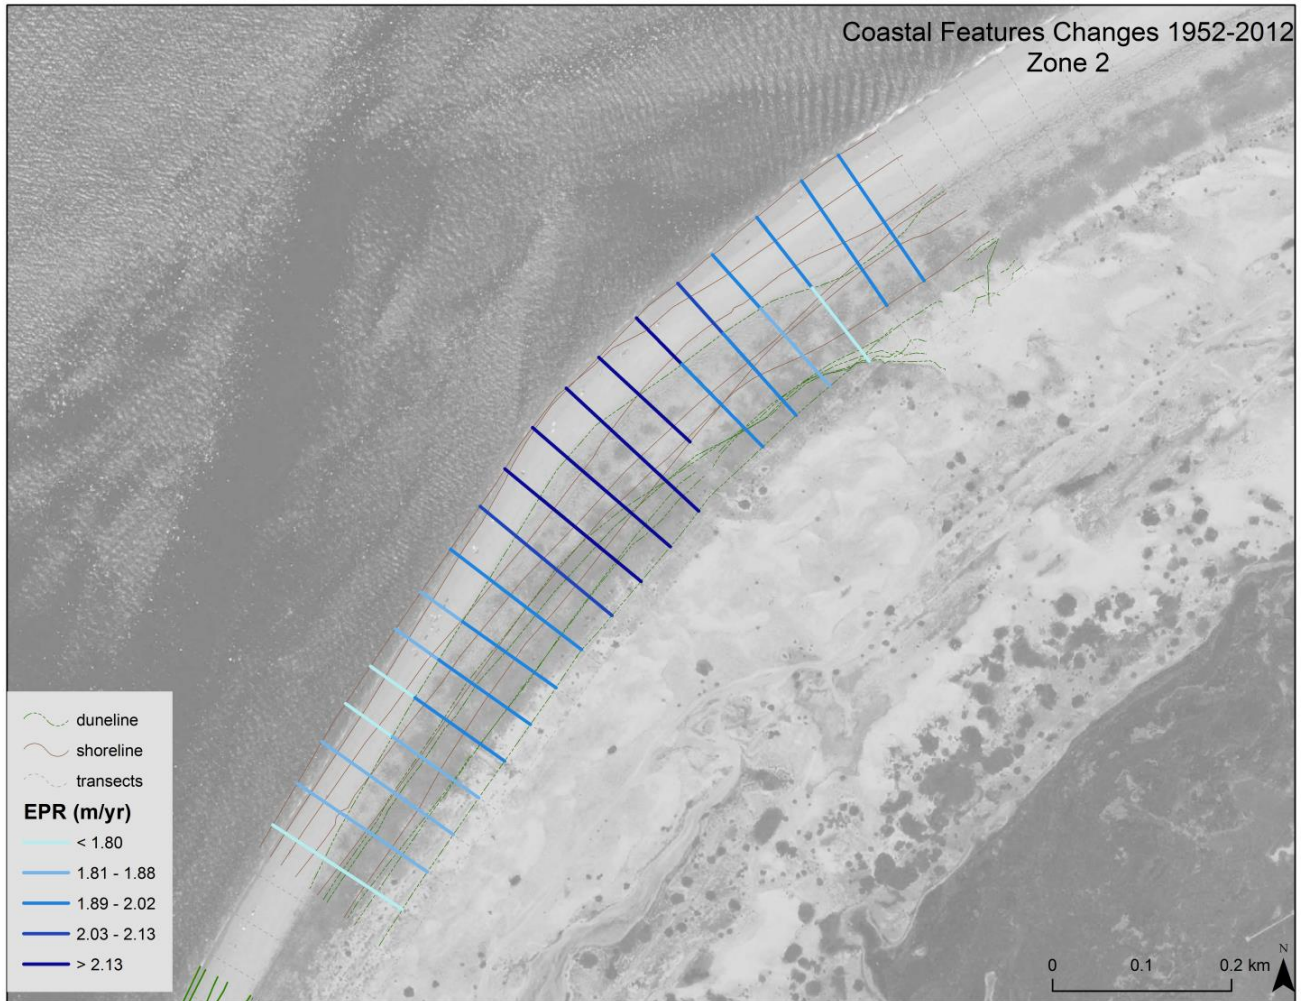 Coastal Features Changes 1952-2012
Zone 2
duneline
shoreline
transects
EPR (m/yr)
< 1.80
1.81 - 1.88
1.89 - 2.02
2.03 - 2.13
> 2.13
N
0 0.1 0.2 km